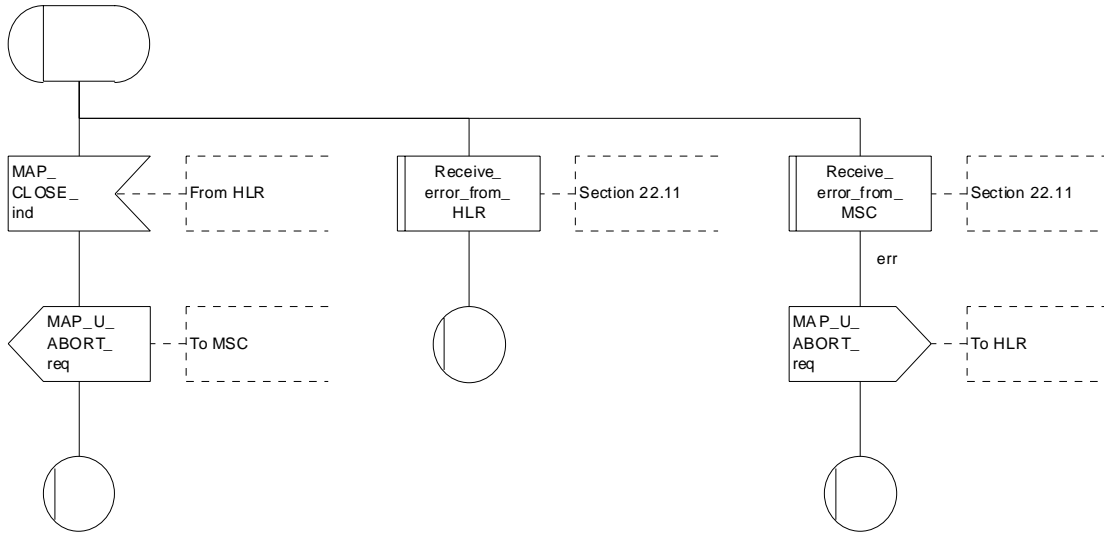 MAP_
CLOSE_
ind
From HLR
Receive_
error_from_
HLR
Section 22.11
Receive_
error_from_
MSC
Section 22.11
err
MAP_U_
ABORT_
req
To MSC
MAP_U_
ABORT_
req
To HLR